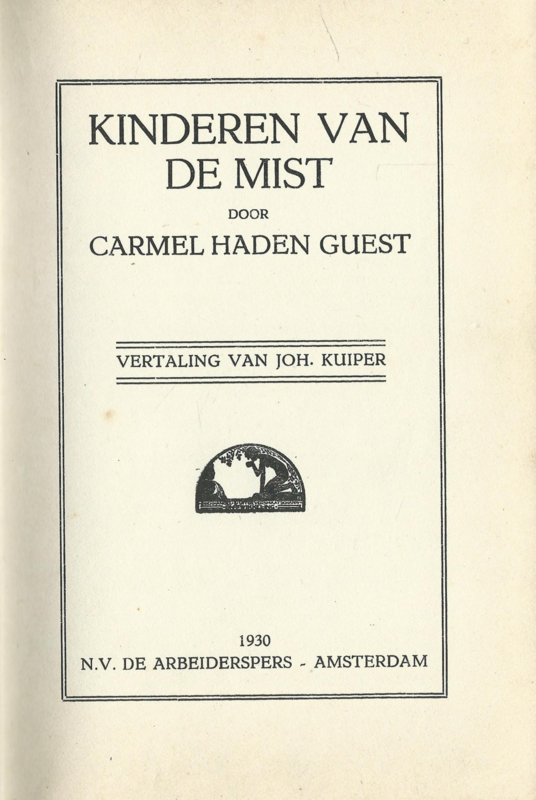 KINDEREN VAN
DE MIST
DOOR
CARMEL HADEN GUEST
VERTALING VAN JOH. KUIPER
1930
N.V. DE ARBEIDERSPERS - AMSTERDAM